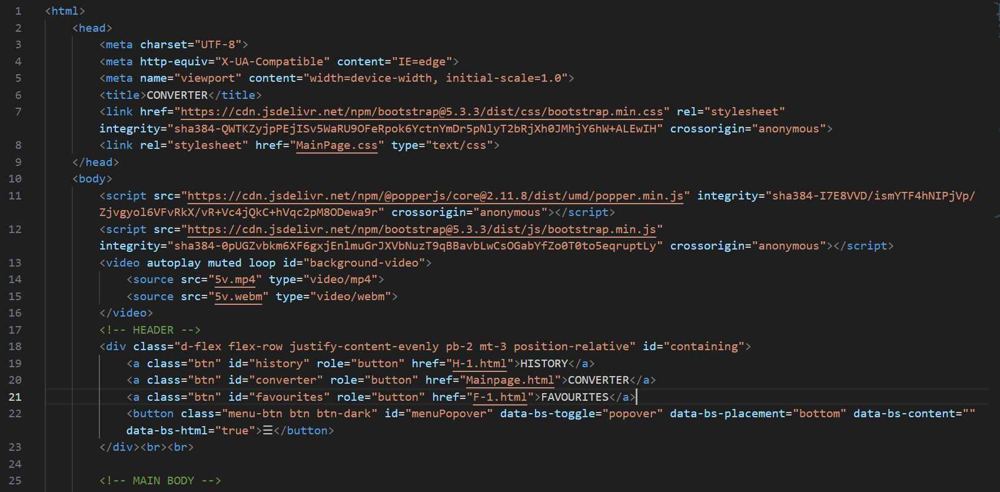 1 <html>
2 <head>
3 <meta charset="UTF-8">
4 <meta http-equiv="X-UA-Compatible" content="IE=edge">
5 <meta name="viewport" content="width=device-width, initial-scale=1.0">
6 <title>CONVERTER</title>
7 <link href="https://cdn.jsdelivr.net/npm/bootstrap@5.3.3/dist/css/bootstrap.min.css" rel="stylesheet"
integrity="sha384-QWTKZyjpPEjISv5WaRU9OFeRpok6YctnYmDr5pNlyT2bRjXh0JMhjY6hW+ALEwIH" crossorigin="anonymous">
8 <link rel="stylesheet" href="MainPage.css" type="text/css">
9 </head>
10 <body>
11 <script src="https://cdn.jsdelivr.net/npm/@popperjs/core@2.11.8/dist/umd/popper.min.js" integrity="sha384-I7E8VVD/ismYTF4hNIPjVp/
Zjvgyol6VFvRkX/vR+Vc4jQkC+hVqc2pM8ODewa9r" crossorigin="anonymous"></script>
12 <script src="https://cdn.jsdelivr.net/npm/bootstrap@5.3.3/dist/js/bootstrap.min.js"
integrity="sha384-0pUGZvbkm6XF6gxjEnlmuGrJXVbNuzT9qBBavbLwCsOGabYfZo0T0to5eqruptLy" crossorigin="anonymous"></script>
13 <video autoplay muted loop id="background-video">
14 <source src="5v.mp4" type="video/mp4">
15 <source src="5v.webm" type="video/webm">
16 </video>
17 <!-- HEADER -->
18 <div class="d-flex flex-row justify-content-evenly pb-2 mt-3 position-relative" id="containing">
19 <a class="btn" id="history" role="button" href="H-1.html">HISTORY</a>
20 <a class="btn" id="converter" role="button" href="Mainpage.html">CONVERTER</a>
21 <a class="btn" id="favourites" role="button" href="F-1.html">FAVOURITES</a>
22 <button class="menu-btn btn btn-dark" id="menuPopover" data-bs-toggle="popover" data-bs-placement="bottom" data-bs-content=""
data-bs-html="true">☰</button>
23 </div><br><br>
24
25 <!-- MAIN BODY -->